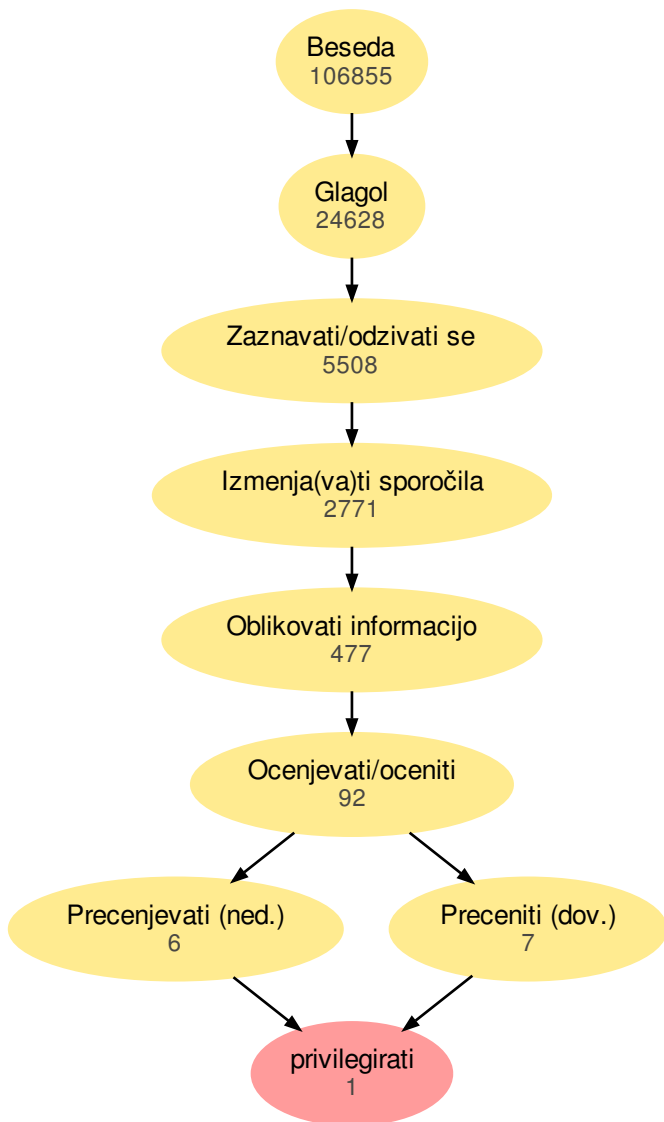 Beseda
106855
Glagol
24628
Zaznavati/odzivati se
5508
Izmenja(va)ti sporočila
2771
Oblikovati informacijo
477
Ocenjevati/oceniti
92
Precenjevati (ned.)
6
Preceniti (dov.)
7
privilegirati
1